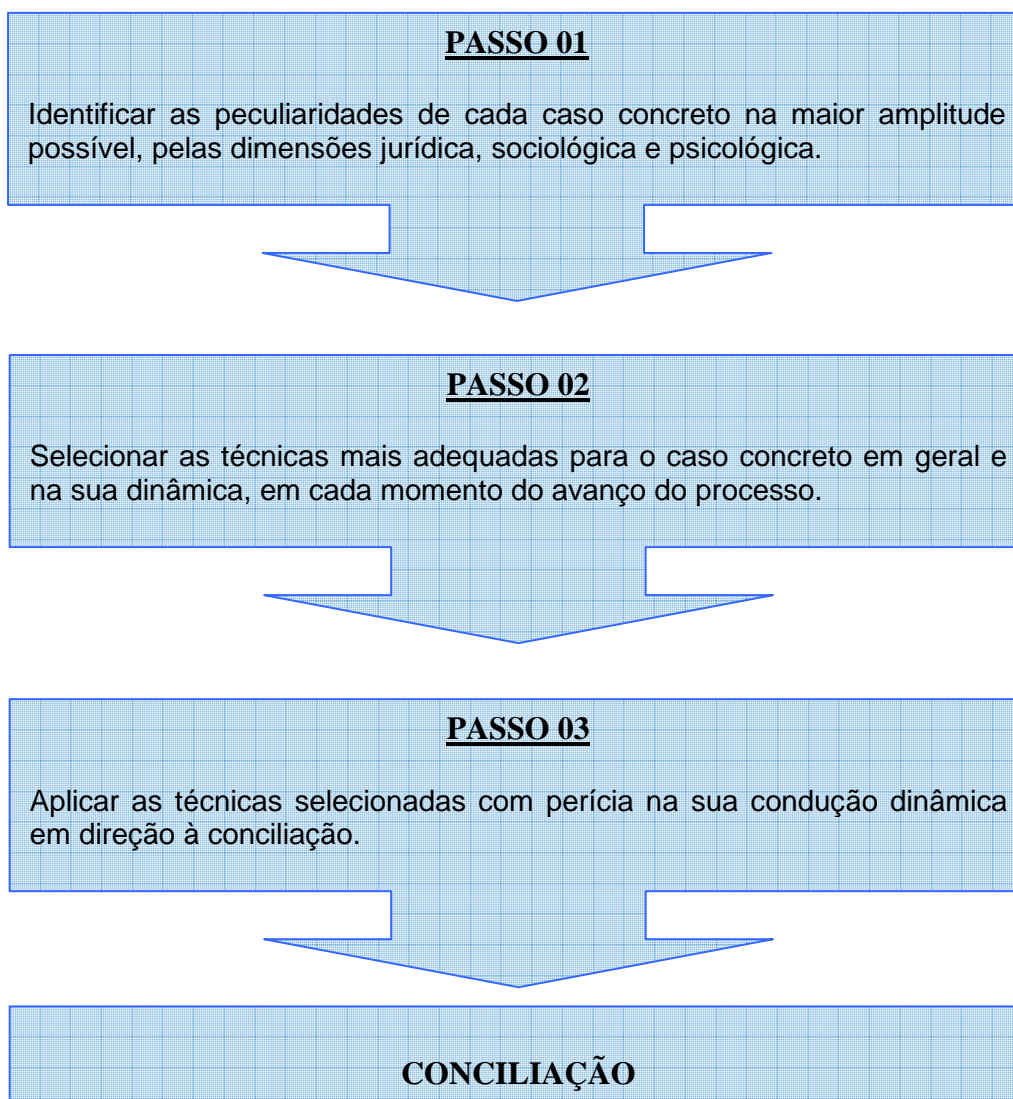 PASSO 01
Identificar as peculiaridades de cada caso concreto na maior amplitude
possível, pelas dimensões jurídica, sociológica e psicológica.
PASSO 02
Selecionar as técnicas mais adequadas para o caso concreto em geral e
na sua dinâmica, em cada momento do avanço do processo.
PASSO 03
Aplicar as técnicas selecionadas com perícia na sua condução dinâmica
em direção à conciliação.
CONCILIAÇÃO